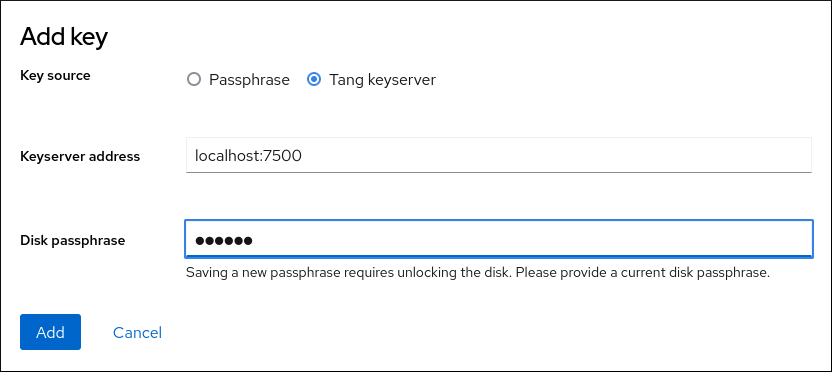 Add key
Key source Passphrase Tang keyserver
Keyserver address localhost:7500
Disk passphrase ●●●●●●
Saving a new passphrase requires unlocking the disk. Please provide a current disk passphrase.
Add Cancel